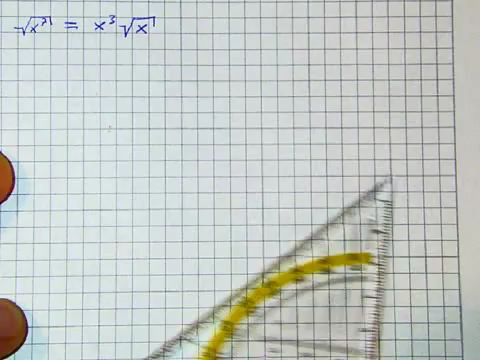 √x⁷ = x³√x